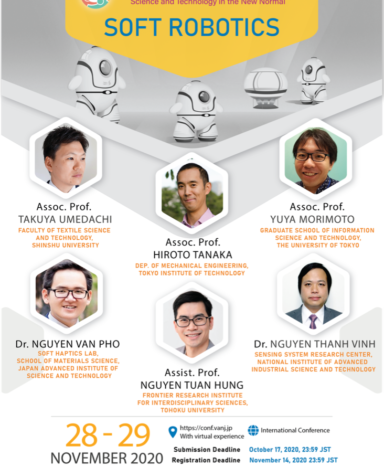 Science and Technology in the New Normal
SOFT ROBOTICS
Assoc. Prof.
TAKUYA UMEDACHI
FACULTY OF TEXTILE SCIENCE
AND TECHNOLOGY,
SHINSHU UNIVERSITY
Assoc. Prof.
HIROTO TANAKA
DEP. OF MECHANICAL ENGINEERING,
TOKYO INSTITUTE OF TECHNOLOGY
Assoc. Prof.
YUYA MORIMOTO
GRADUATE SCHOOL OF INFORMATION
SCIENCE AND TECHNOLOGY,
THE UNIVERSITY OF TOKYO
Dr. NGUYEN VAN PHO
SOFT HAPTICS LAB,
SCHOOL OF MATERIALS SCIENCE,
JAPAN ADVANCED INSTITUTE OF
SCIENCE AND TECHNOLOGY
Assist. Prof.
NGUYEN TUAN HUNG
FRONTIER RESEARCH INSTITUTE
FOR INTERDISCIPLINARY SCIENCES,
TOHOKU UNIVERSITY
Dr. NGUYEN THANH VINH
SENSING SYSTEM RESEARCH CENTER,
NATIONAL INSTITUTE OF ADVANCED
INDUSTRIAL SCIENCE AND TECHNOLOGY
28 - 29
NOVEMBER 2020
https://conf.vanj.jp
With virtual experience
International Conference
Submission Deadline October 17, 2020, 23:59 JST
Registration Deadline November 14, 2020 23:59 JST